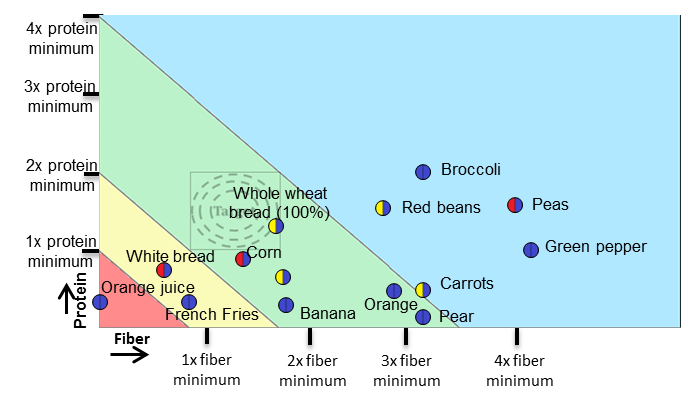 4x protein
minimum
3x protein
minimum
2x protein
minimum
1x protein
minimum
Protein
Fiber
1x fiber
minimum
2x fiber
minimum
3x fiber
minimum
4x fiber
minimum
Broccoli
Whole wheat
bread (100%)
Red beans
Peas
Green pepper
White bread
Corn
Carrots
Orange juice
Orange
French Fries
Banana
Pear